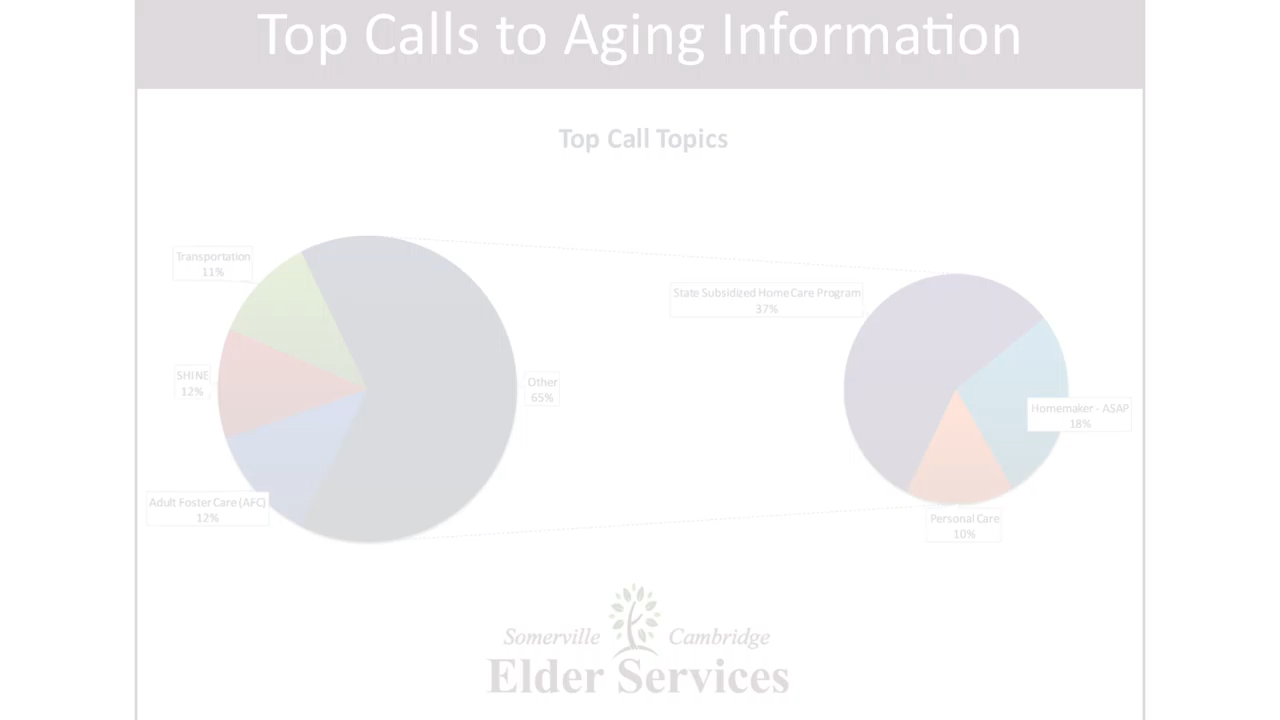 Top Calls to Aging Information
Top Call Topics
Transportation
11%
SHINE
12%
Adult Foster Care (AFC)
12%
Other
65%
State Subsidized Home Care Program
37%
Homemaker - ASAP
18%
Personal Care
10%
Somerville Cambridge
Elder Services